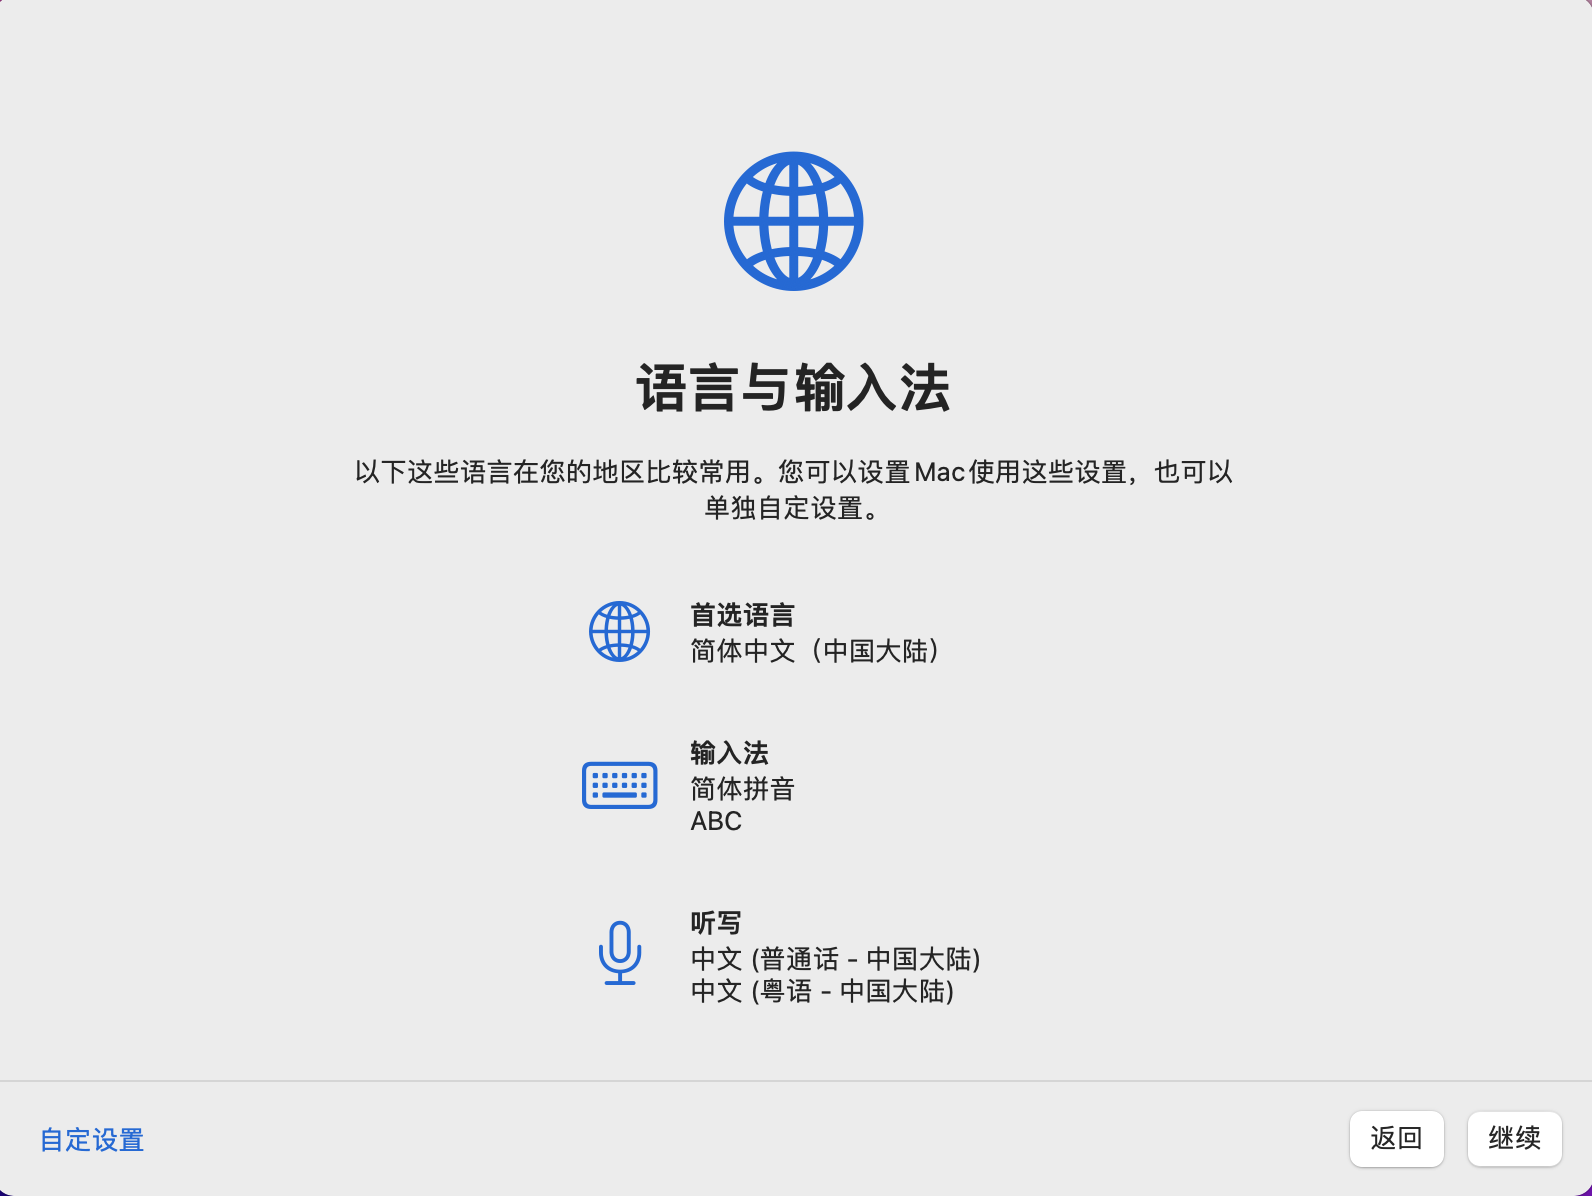 语言与输入法
以下这些语言在您的地区比较常用。您可以设置 Mac 使用这些设置，也可以
单独自定设置。
首选语言
简体中文（中国大陆）
输入法
简体拼音
ABC
听写
中文 (普通话 - 中国大陆)
中文 (粤语 - 中国大陆)
自定设置
返回
继续